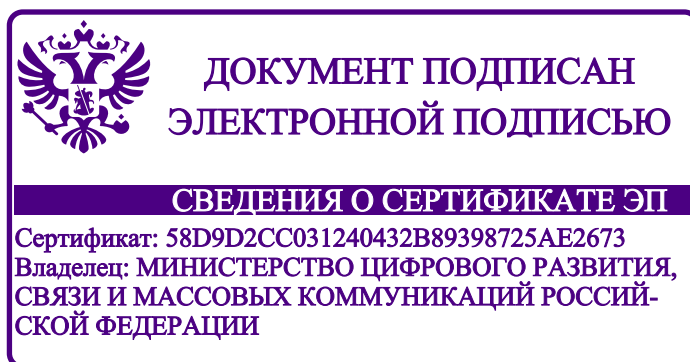 ДОКУМЕНТ ПОДПИСАН
ЭЛЕКТРОННОЙ ПОДПИСЬЮ
СВЕДЕНИЯ О СЕРТИФИКАТЕ ЭП
Сертификат: 58D9D2CC031240432B89398725AE2673
Владелец: МИНИСТЕРСТВО ЦИФРОВОГО РАЗВИТИЯ,
СВЯЗИ И МАССОВЫХ КОММУНИКАЦИЙ РОССИЙ-
СКОЙ ФЕДЕРАЦИИ